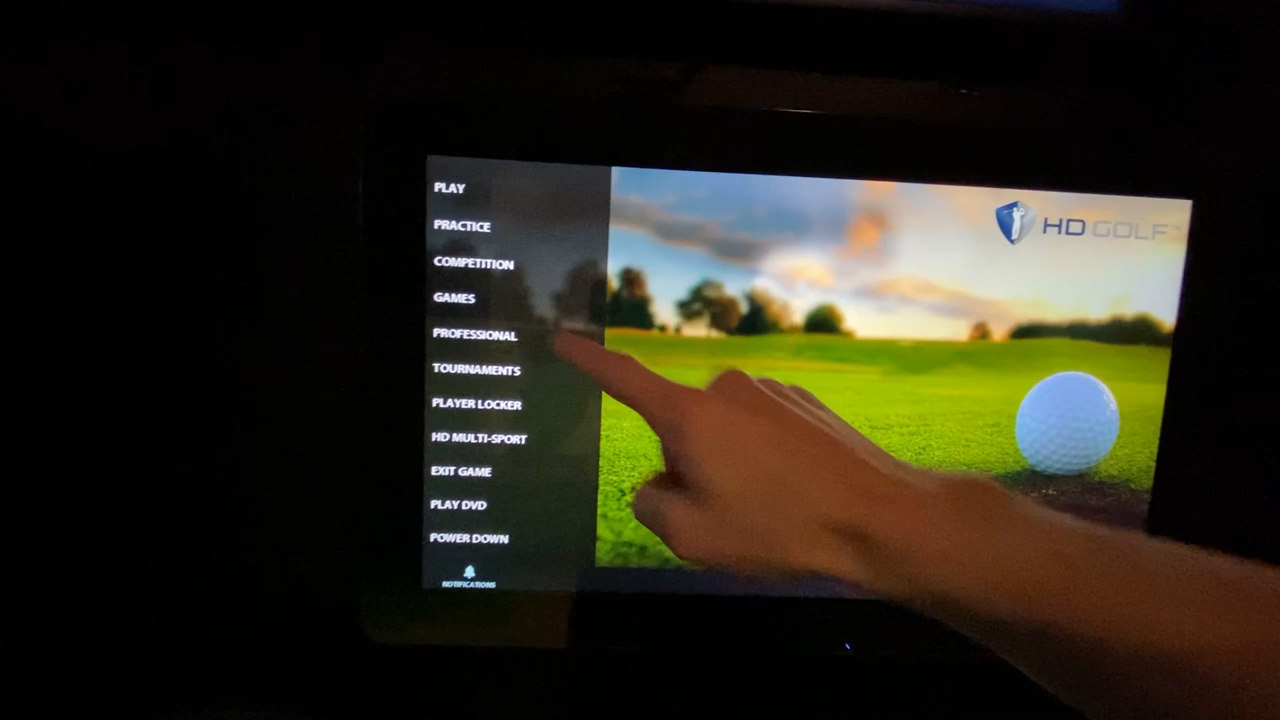 PLAY
PRACTICE
COMPETITION
GAMES
PROFESSIONAL
TOURNAMENTS
PLAYER LOCKER
HD MULTI-SPORT
EXIT GAME
PLAY DVD
POWER DOWN
NOTIFICATIONS
HD GOLF™